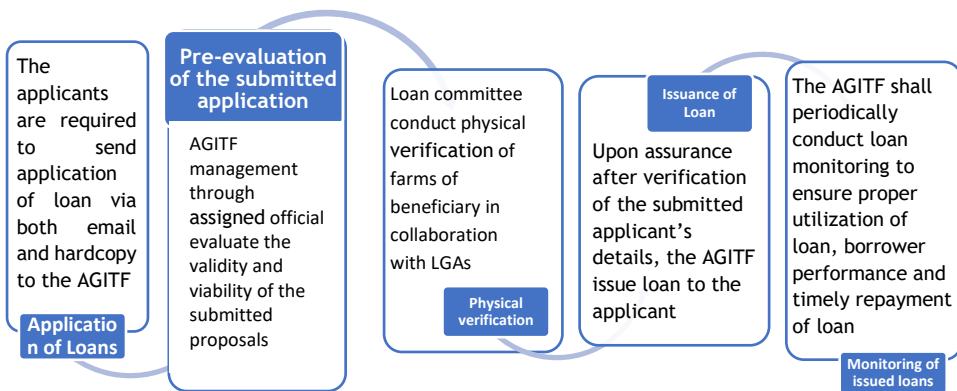 The
applicants
are required
to send
application
of loan via
both email
and hardcopy
to the AGITF
Applicatio
n of Loans
Pre-evaluation
of the submitted
application
AGITF
management
through
assigned official
evaluate the
validity and
viability of the
submitted
proposals
Loan committee
conduct physical
verification of
farms of
beneficiary in
collaboration
with LGAs
Physical
verification
Issuance of
Loan
Upon assurance
after verification
of the submitted
applicant’s
details, the AGITF
issue loan to the
applicant
The AGITF shall
periodically
conduct loan
monitoring to
ensure proper
utilization of
loan, borrower
performance and
timely repayment
of loan
Monitoring of
issued loans